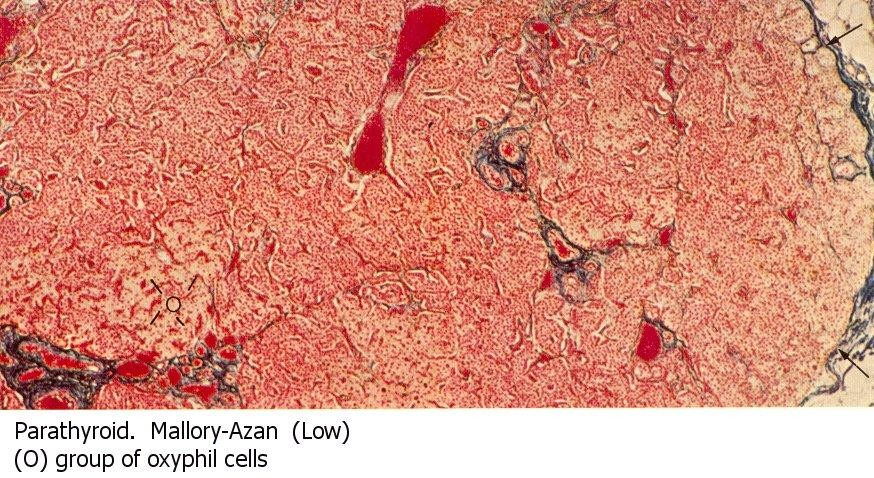 O
Parathyroid. Mallory-Azan (Low)
(O) group of oxyphil cells